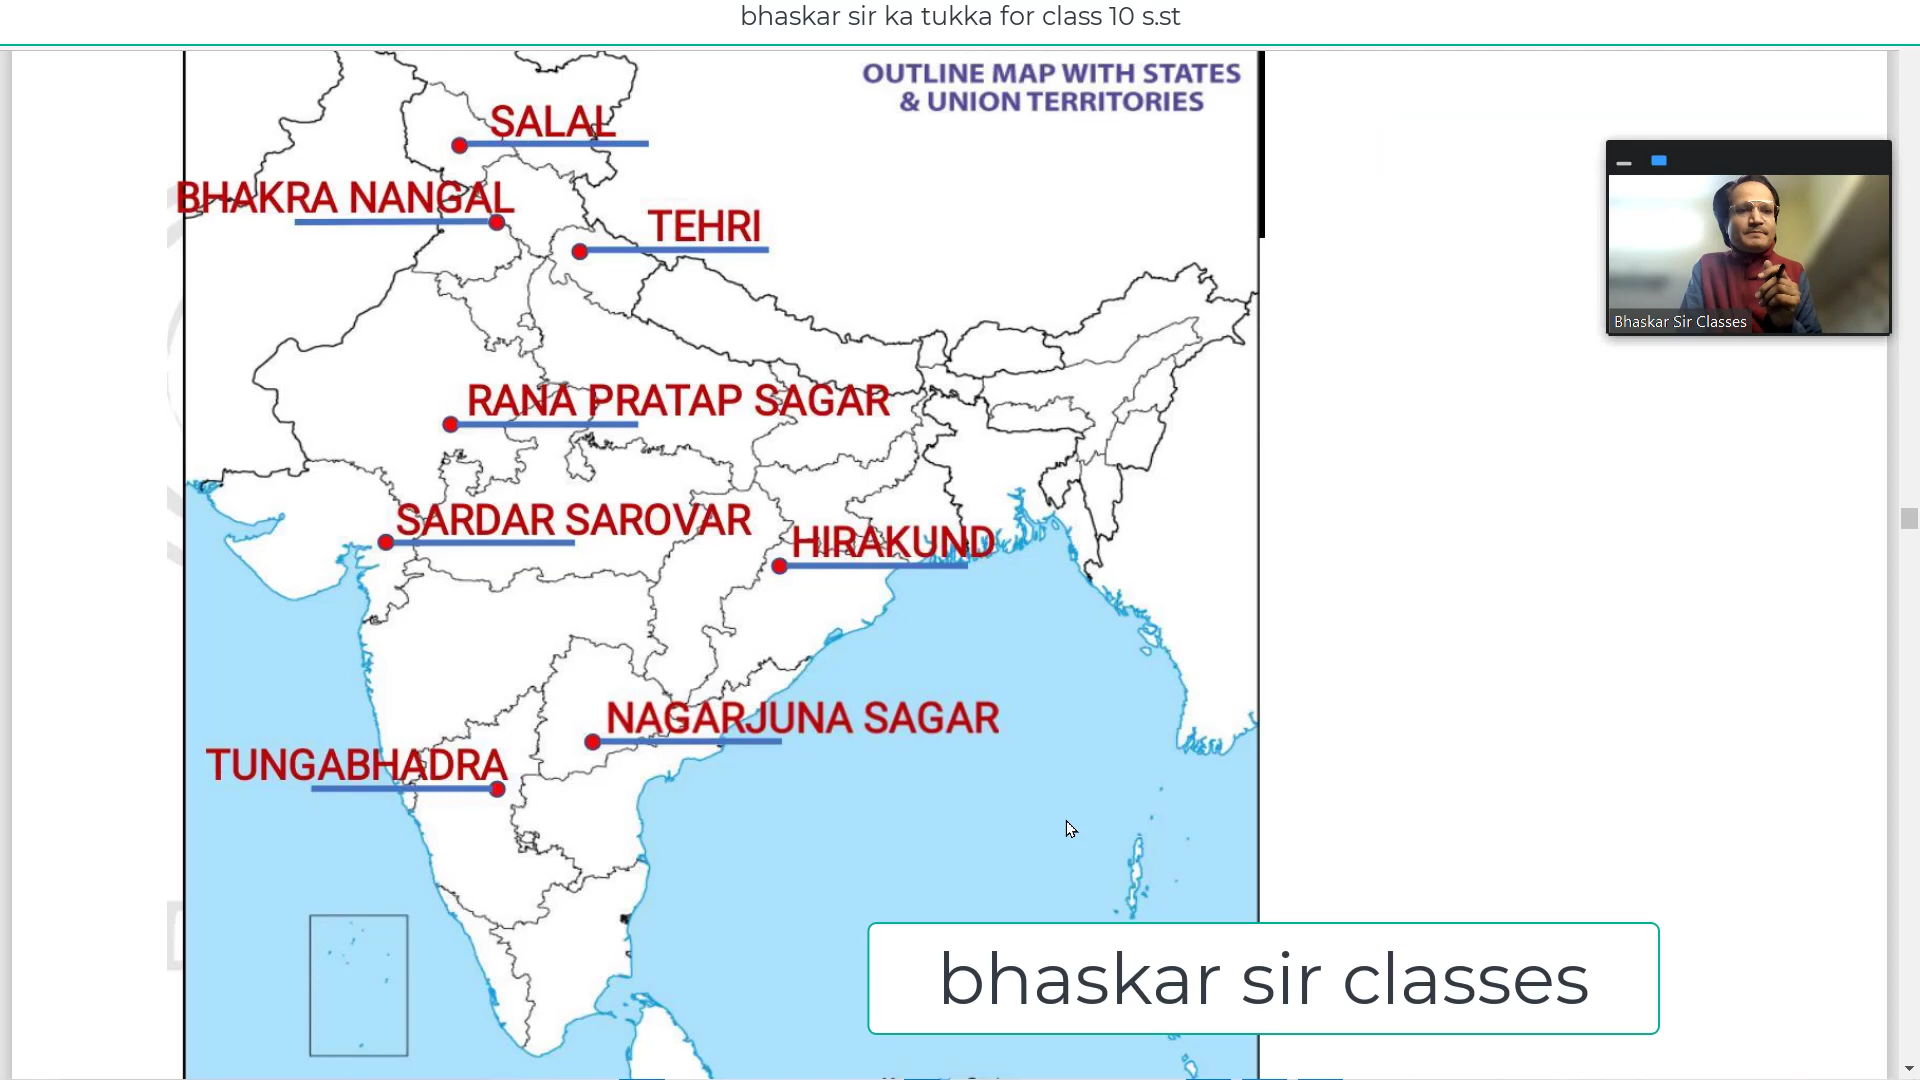 bhaskar sir ka tukka for class 10 s.st
OUTLINE MAP WITH STATES
& UNION TERRITORIES
SALAL
BHAKRA NANGAL
TEHRI
Bhaskar Sir Classes
RANA PRATAP SAGAR
SARDAR SAROVAR
HIRAKUND
NAGARJUNA SAGAR
TUNGABHADRA
bhaskar sir classes